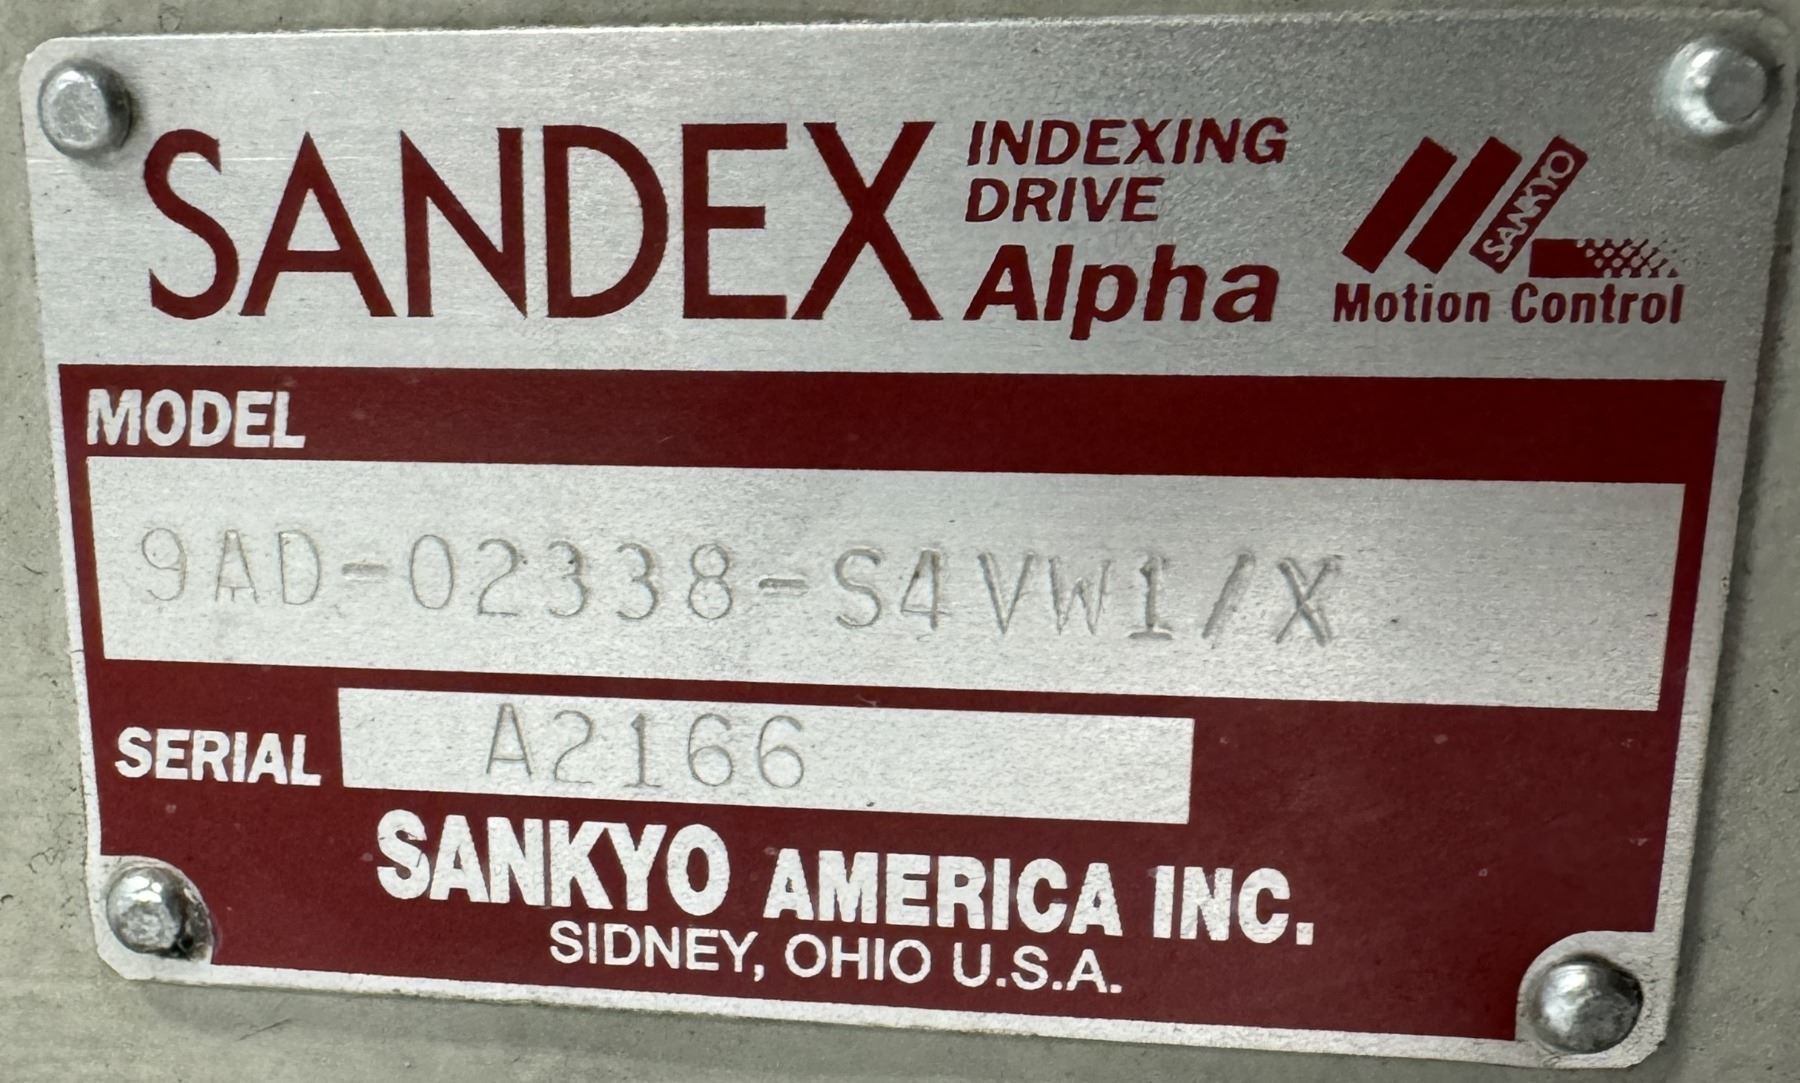 SANDEX
INDEXING
DRIVE
Alpha
SANKYO
Motion Control
MODEL
9AD-02338-S4VW1/X
SERIAL A2166
SANKYO AMERICA INC.
SIDNEY, OHIO U.S.A.